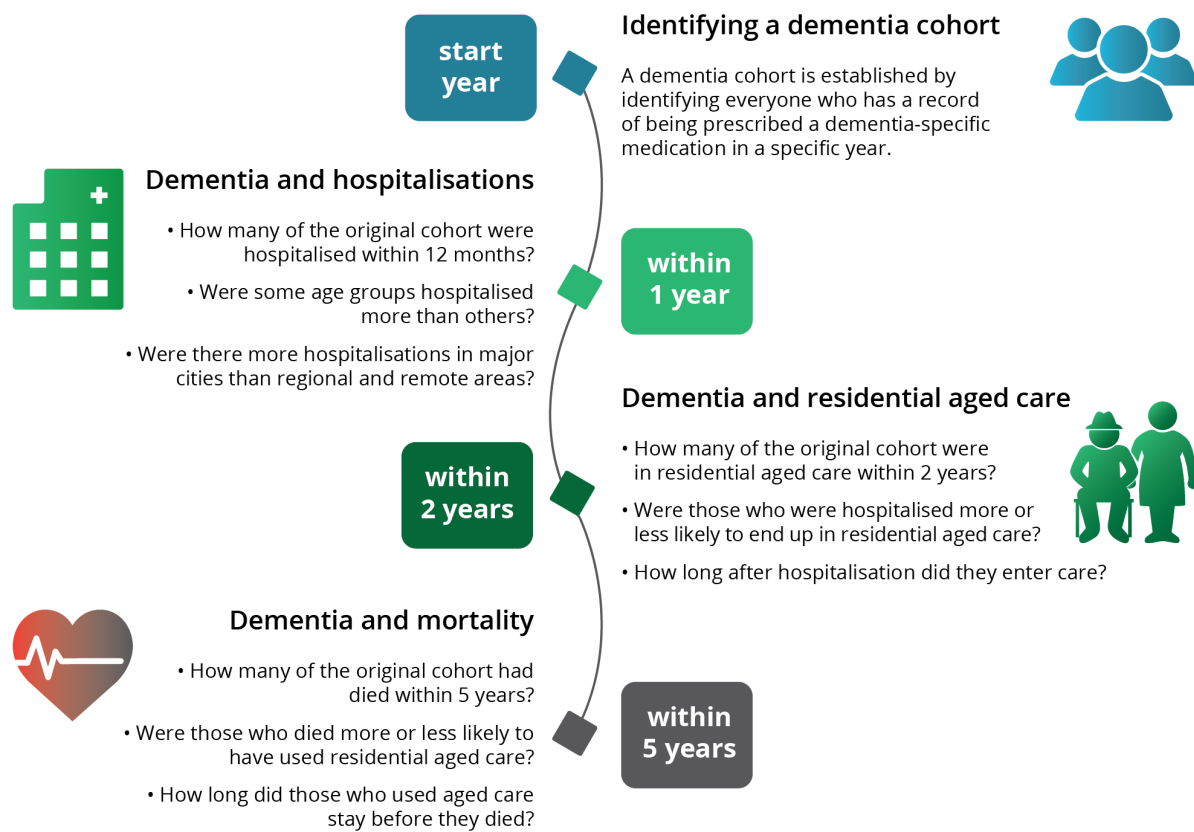 start
year
Identifying a dementia cohort
A dementia cohort is established by
identifying everyone who has a record
of being prescribed a dementia-specific
medication in a specific year.
Dementia and hospitalisations
• How many of the original cohort were
hospitalised within 12 months?
• Were some age groups hospitalised
more than others?
• Were there more hospitalisations in major
cities than regional and remote areas?
within
1 year
Dementia and residential aged care
• How many of the original cohort were
in residential aged care within 2 years?
• Were those who were hospitalised more or
less likely to end up in residential aged care?
• How long after hospitalisation did they enter care?
within
2 years
Dementia and mortality
• How many of the original cohort had
died within 5 years?
• Were those who died more or less likely to
have used residential aged care?
• How long did those who used aged care
stay before they died?
within
5 years